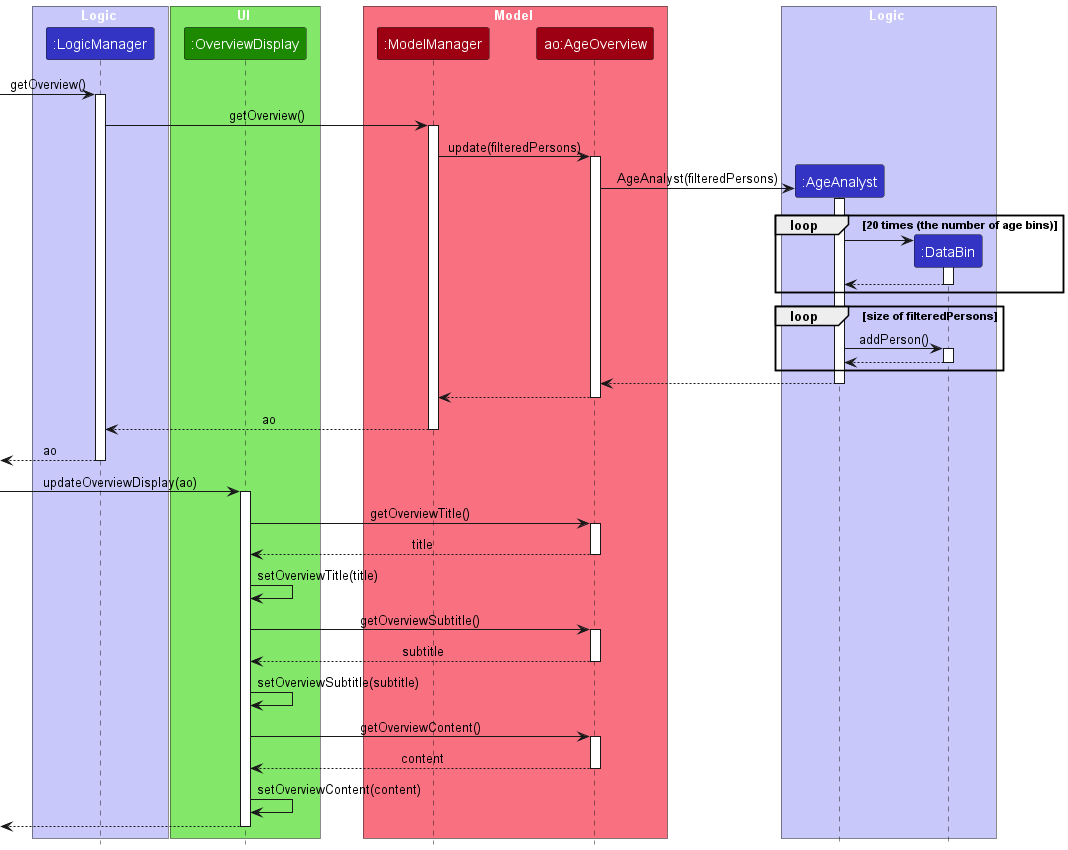 Logic
UI
Model
Logic
:LogicManager
:OverviewDisplay
:ModelManager
ao:AgeOverview
getOverview()
getOverview()
update(filteredPersons)
AgeAnalyst(filteredPersons)
:AgeAnalyst
loop
[20 times (the number of age bins)]
:DataBin
loop
[size of filteredPersons]
addPerson()
ao
ao
updateOverviewDisplay(ao)
getOverviewTitle()
title
setOverviewTitle(title)
getOverviewSubtitle()
subtitle
setOverviewSubtitle(subtitle)
getOverviewContent()
content
setOverviewContent(content)